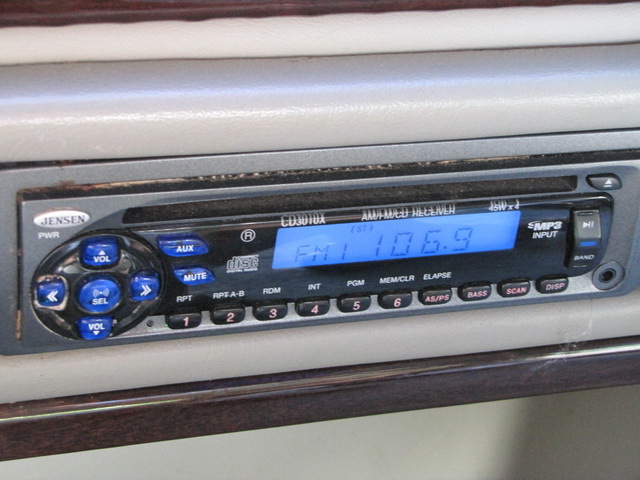 JENSEN
CD3010X AM/FM/CD RECEIVER 45W x 4
PWR
VOL
AUX
®
(ST)
FM1 106.9
MP3
INPUT
SEL
MUTE
disc
BAND
VOL
RPT RPT A-B RDM INT PGM MEM/CLR ELAPSE
1 2 3 4 5 6 AS/PS BASS SCAN DISP